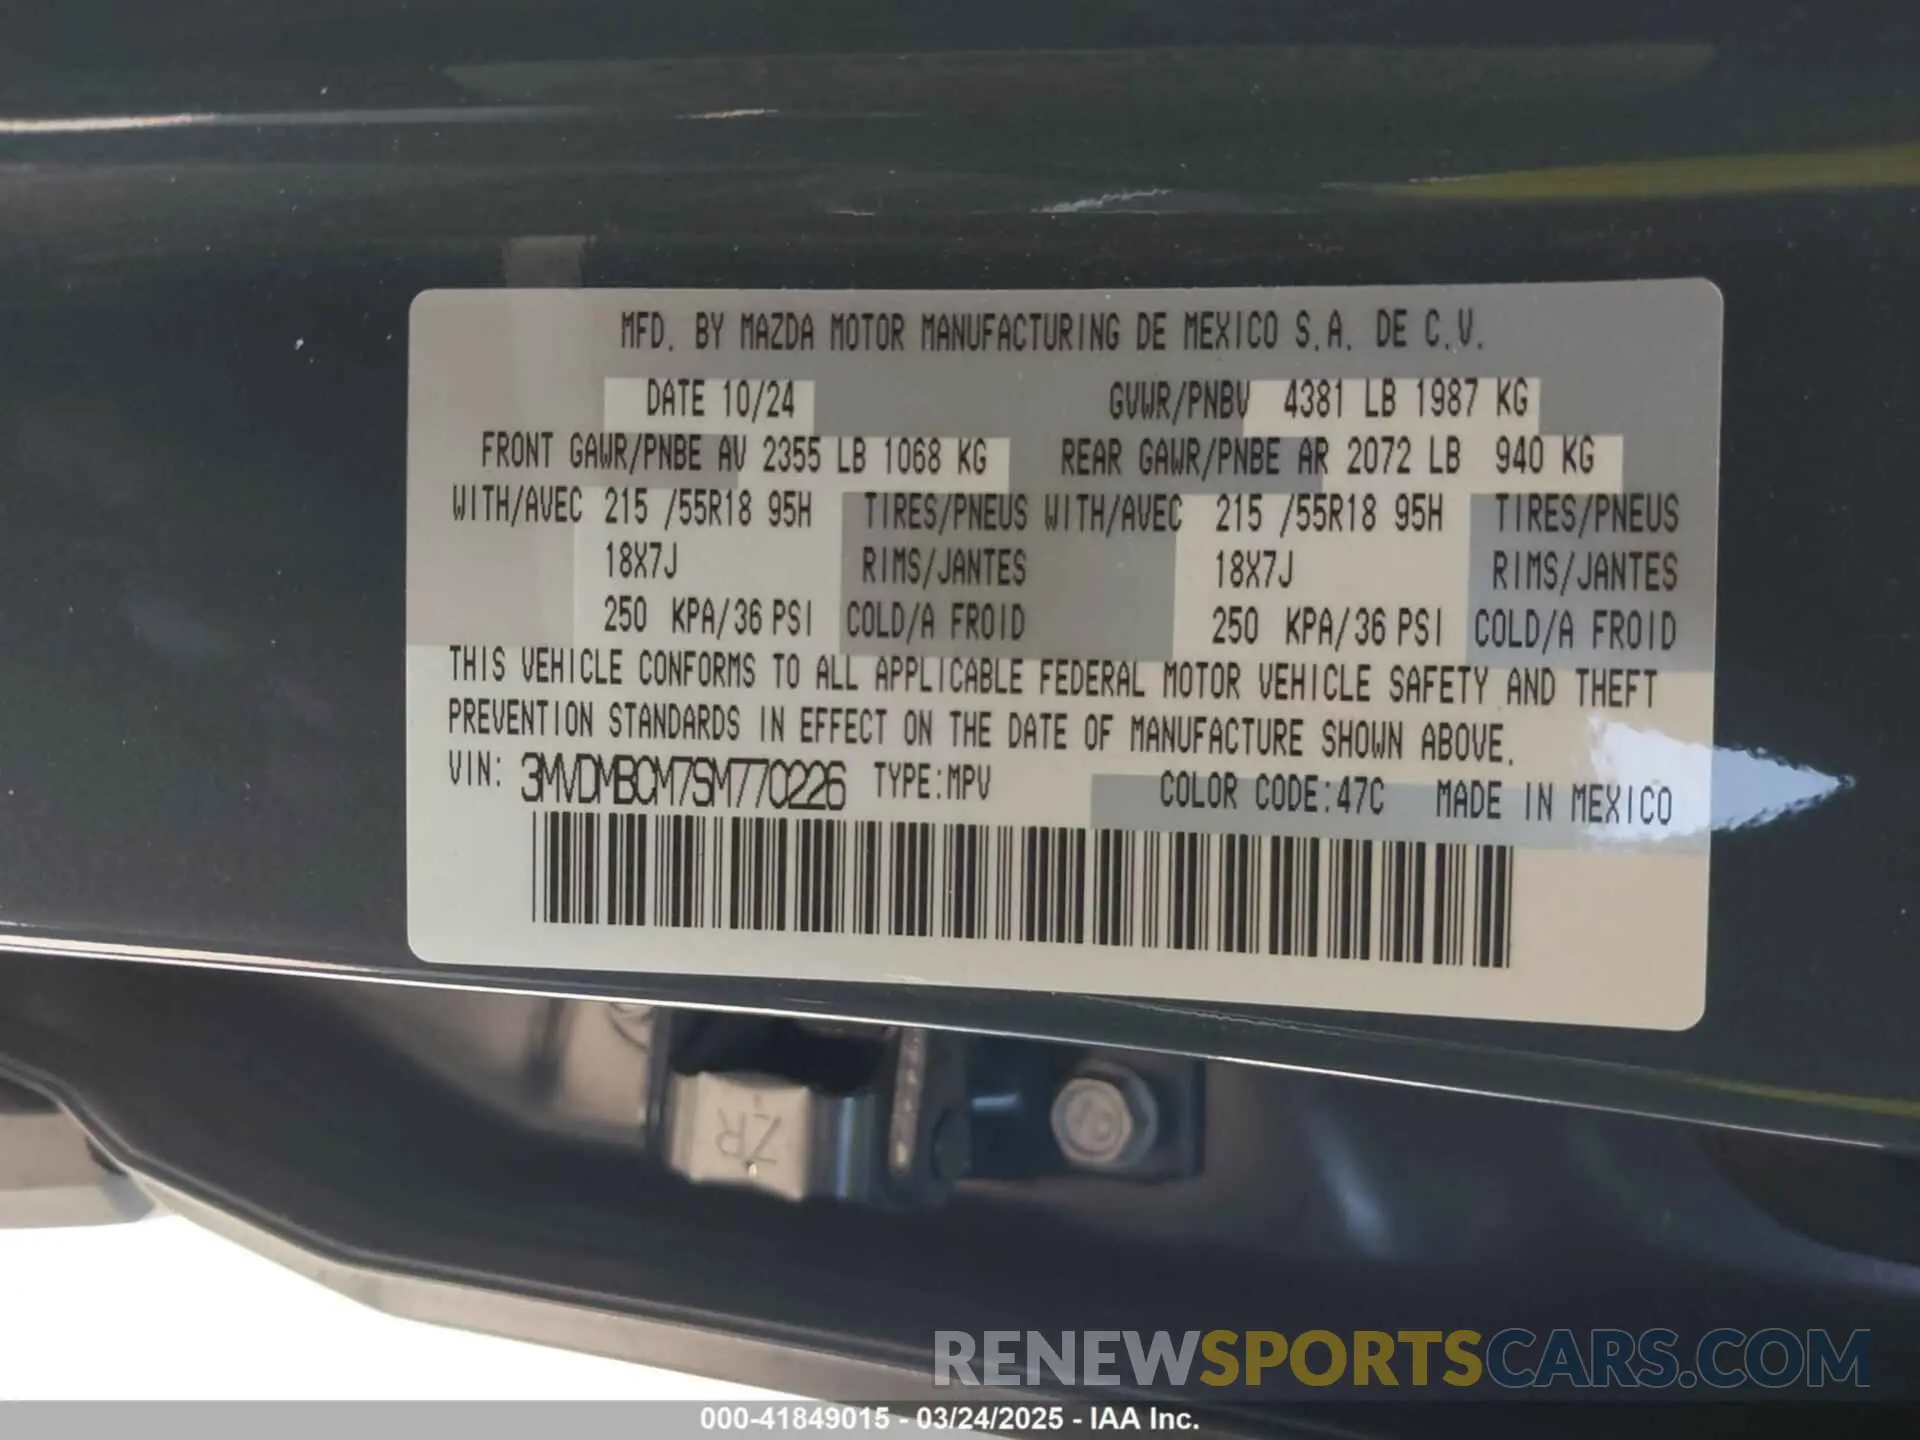 MFD. BY MAZDA MOTOR MANUFACTURING DE MEXICO S.A. DE C.V.
DATE 10/24 GVWR/PNBV 4381 LB 1987 KG
FRONT GAWR/PNBE AV 2355 LB 1068 KG REAR GAWR/PNBE AR 2072 LB 940 KG
WITH/AVEC 215 /55R18 95H TIRES/PNEUS WITH/AVEC 215 /55R18 95H TIRES/PNEUS
18X7J RIMS/JANTES 18X7J RIMS/JANTES
250 KPA/36 PSI COLD/A FROID 250 KPA/36 PSI COLD/A FROID
THIS VEHICLE CONFORMS TO ALL APPLICABLE FEDERAL MOTOR VEHICLE SAFETY AND THEFT
PREVENTION STANDARDS IN EFFECT ON THE DATE OF MANUFACTURE SHOWN ABOVE.
VIN: 3MVDMBCM7SM770226 TYPE:MPV COLOR CODE:47C MADE IN MEXICO
ZR
RENEWSPORTSCARS.COM
000-41849015 - 03/24/2025 - IAA Inc.